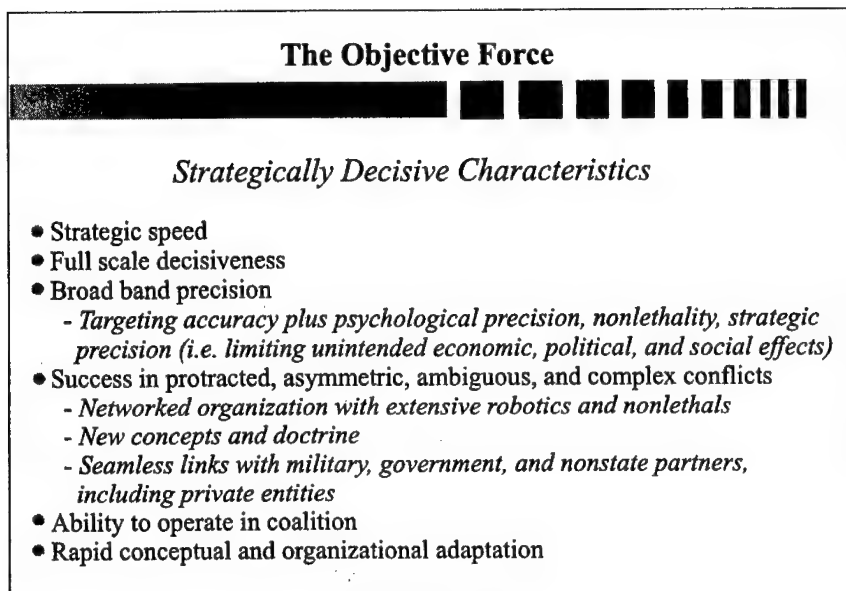 The Objective Force
Strategically Decisive Characteristics
• Strategic speed
• Full scale decisiveness
• Broad band precision
- Targeting accuracy plus psychological precision, nonlethality, strategic
precision (i.e. limiting unintended economic, political, and social effects)
• Success in protracted, asymmetric, ambiguous, and complex conflicts
- Networked organization with extensive robotics and nonlethals
- New concepts and doctrine
- Seamless links with military, government, and nonstate partners,
including private entities
• Ability to operate in coalition
• Rapid conceptual and organizational adaptation